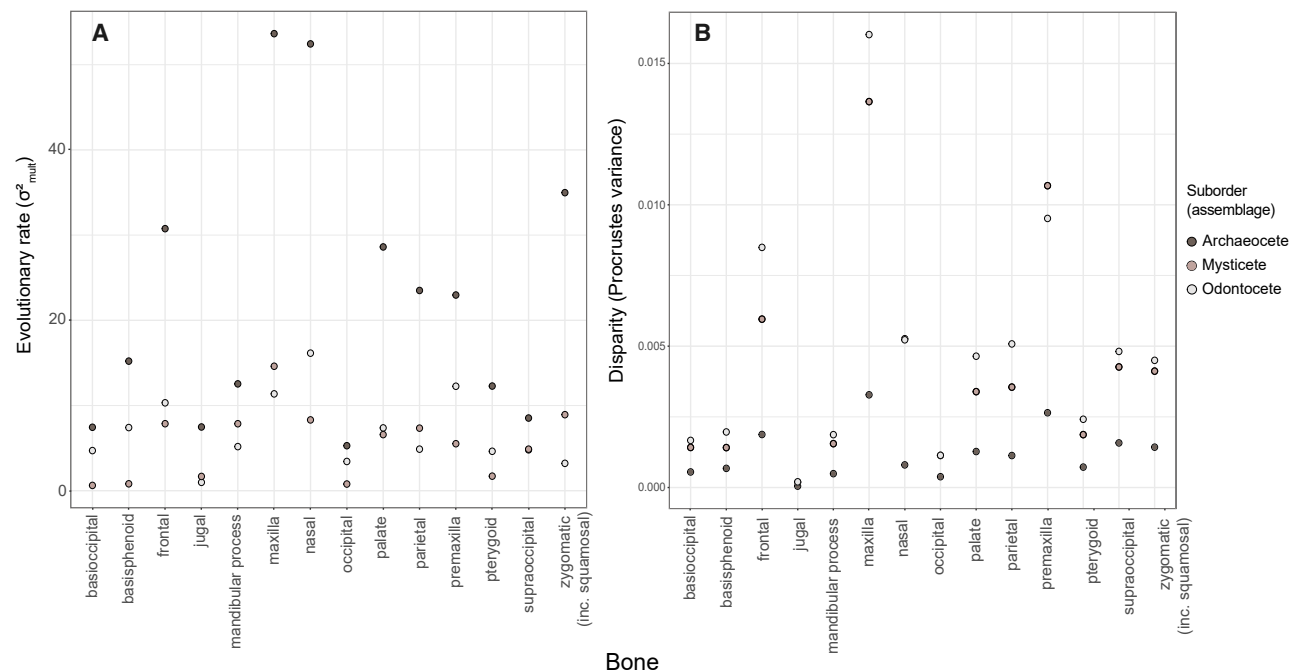 A
Evolutionary rate (σ²mult)
40
20
0
basioccipital
basisphenoid
frontal
jugal
mandibular process
maxilla
nasal
occipital
palate
parietal
premaxilla
pterygoid
supraoccipital
zygomatic
(inc. squamosal)
B
Disparity (Procrustes variance)
0.015
0.010
0.005
0.000
basioccipital
basisphenoid
frontal
jugal
mandibular process
maxilla
nasal
occipital
palate
parietal
premaxilla
pterygoid
supraoccipital
zygomatic
(inc. squamosal)
Suborder
(assemblage)
Archaeocete
Mysticete
Odontocete
Bone